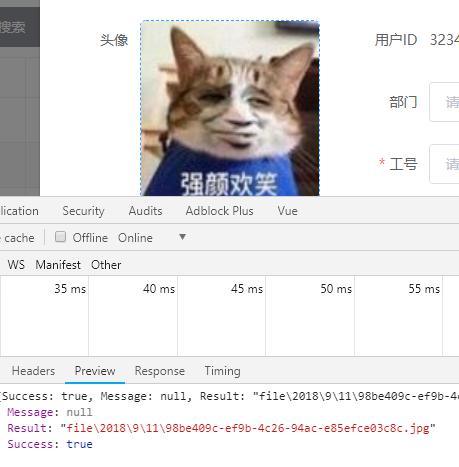 搜索
头像
用户ID 3234
部门
请
* 工号
请
强颜欢笑
lication Security Audits Adblock Plus Vue
e cache Offline Online ▼
WS Manifest Other
35 ms 40 ms 45 ms 50 ms 55 ms
Headers Preview Response Timing
{Success: true, Message: null, Result: "file\2018\9\11\98be409c-ef9b-4c
Message: null
Result: "file\2018\9\11\98be409c-ef9b-4c26-94ac-e85efce03c8c.jpg"
Success: true